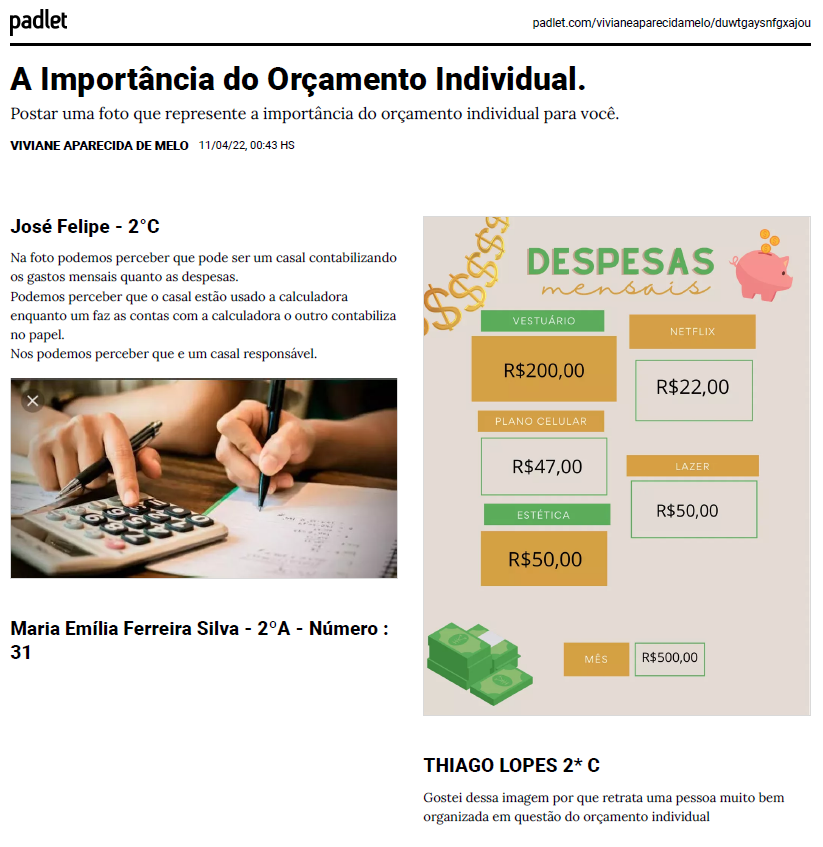 padlet
padlet.com/vivianeaparecidamelo/duwtgaysnfgxajou
A Importância do Orçamento Individual.
Postar uma foto que represente a importância do orçamento individual para você.
VIVIANE APARECIDA DE MELO 11/04/22, 00:43 HS
José Felipe - 2°C
Na foto podemos perceber que pode ser um casal contabilizando
os gastos mensais quanto as despesas.
Podemos perceber que o casal estão usado a calculadora
enquanto um faz as contas com a calculadora o outro contabiliza
no papel.
Nos podemos perceber que e um casal responsável.
Maria Emília Ferreira Silva - 2ºA - Número :
31
DESPESAS
mensais
VESTUÁRIO
R$200,00
NETFLIX
R$22,00
PLANO CELULAR
R$47,00
LAZER
R$50,00
ESTÉTICA
R$50,00
MÊS
R$500,00
THIAGO LOPES 2* C
Gostei dessa imagem por que retrata uma pessoa muito bem
organizada em questão do orçamento individual